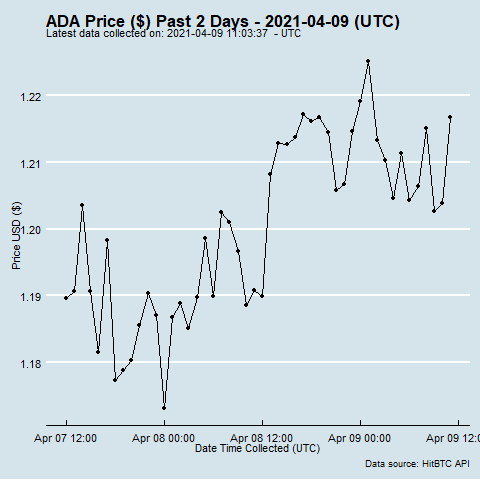 ADA Price ($) Past 2 Days - 2021-04-09 (UTC)
Latest data collected on: 2021-04-09 11:03:37 - UTC
1.22
1.21
1.20
1.19
1.18
Price USD ($)
Apr 07 12:00 Apr 08 00:00 Apr 08 12:00 Apr 09 00:00 Apr 09 12:00
Date Time Collected (UTC)
Data source: HitBTC API